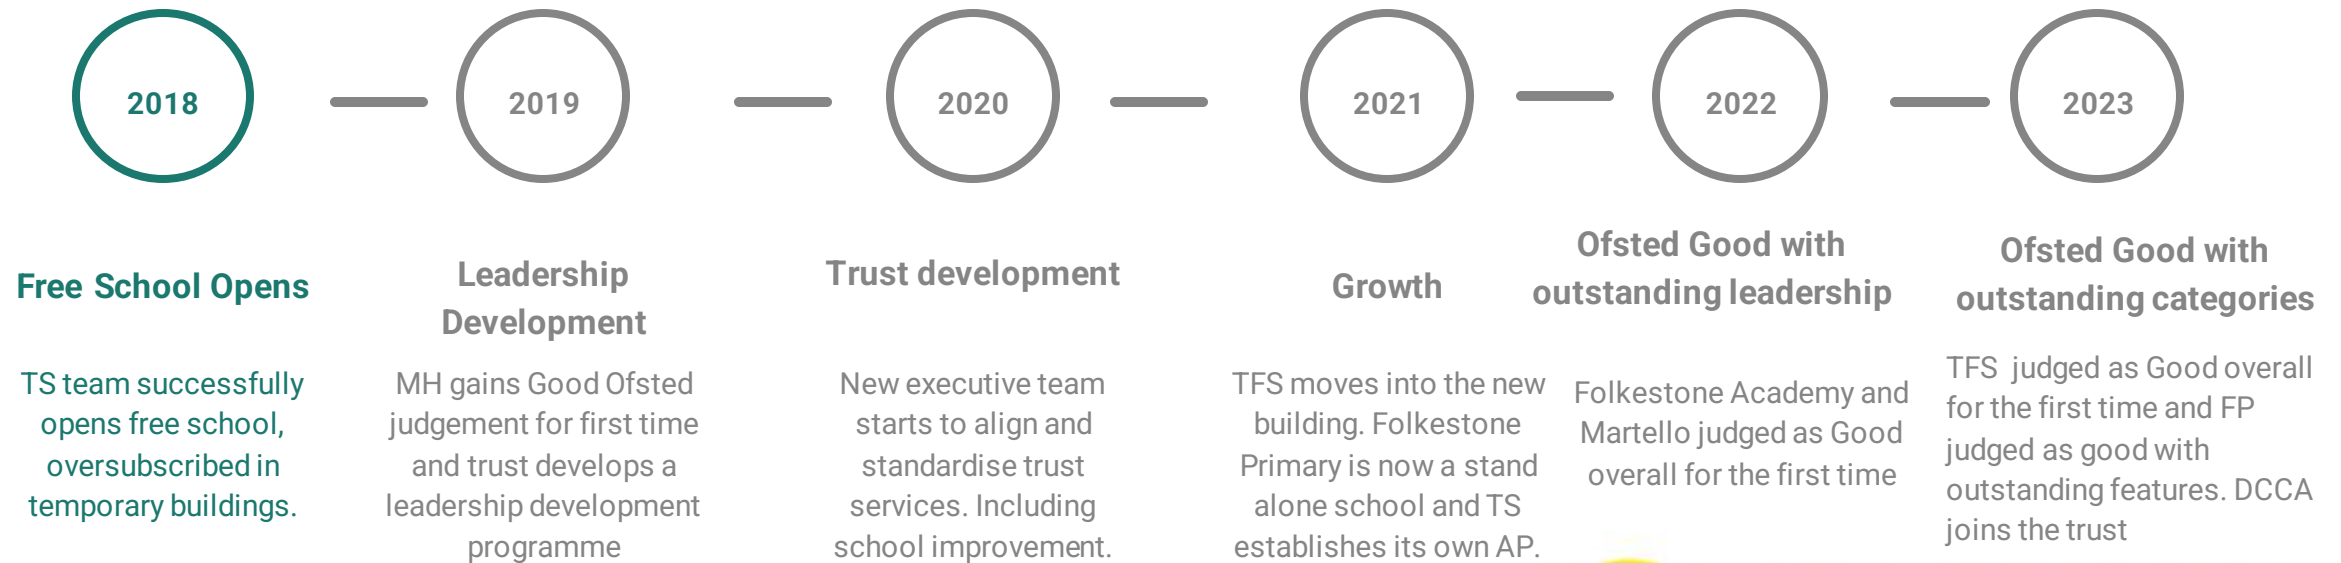 2018
Free School Opens
TS team successfully
opens free school,
oversubscribed in
temporary buildings.
2019
Leadership
Development
MH gains Good Ofsted
judgement for first time
and trust develops a
leadership development
programme
2020
Trust development
New executive team
starts to align and
standardise trust
services. Including
school improvement.
2021
Growth
TFS moves into the new
building. Folkestone
Primary is now a stand
alone school and TS
establishes its own AP.
2022
Ofsted Good with
outstanding leadership
Folkestone Academy and
Martello judged as Good
overall for the first time
2023
Ofsted Good with
outstanding categories
TFS judged as Good overall
for the first time and FP
judged as good with
outstanding features. DCCA
joins the trust